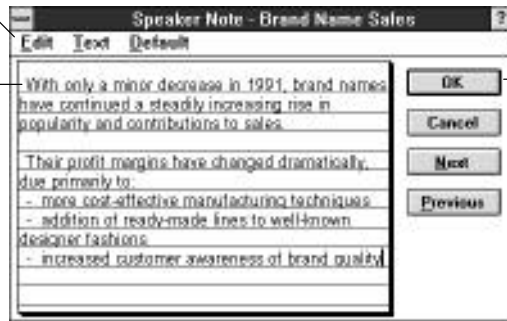 Speaker Note - Brand Name Sales ?
Edit Text Default
With only a minor decrease in 1991, brand names
have continued a steadily increasing rise in
popularity and contributions to sales.
Their profit margins have changed dramatically,
due primarily to:
- more cost-effective manufacturing techniques
- addition of ready-made lines to well-known
designer fashions
- increased customer awareness of brand quality
OK
Cancel
Next
Previous